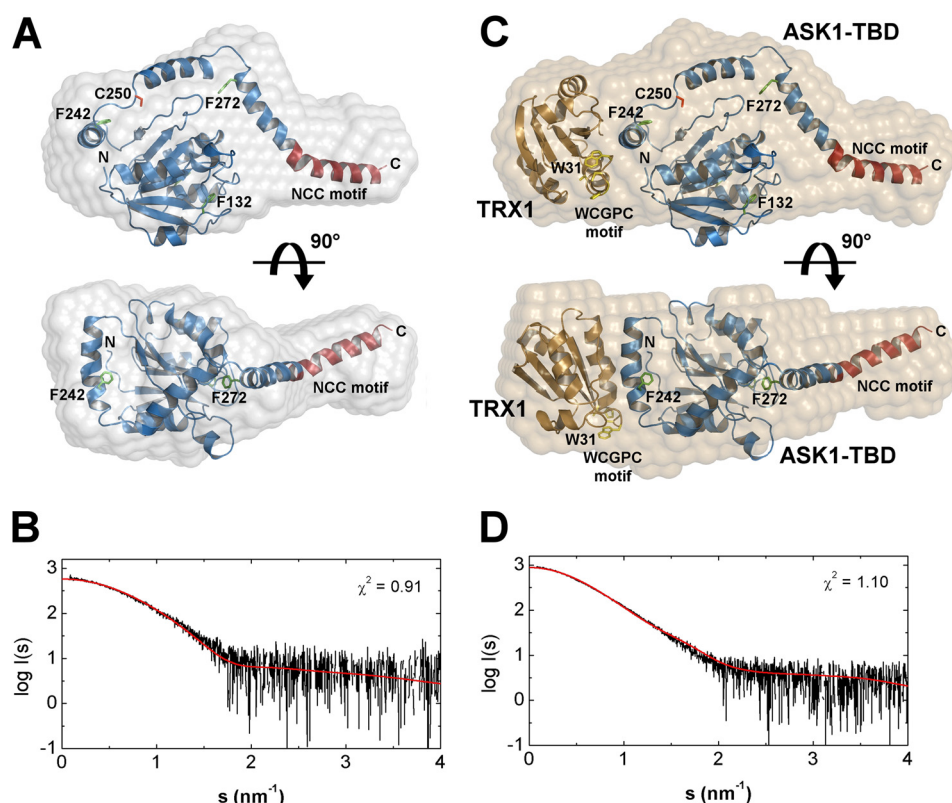 A
C250
F242
F272
N
F132
C
NCC motif
90°
N
C
F242
F272
NCC motif
B
3
2
1
0
-1
log I(s)
χ² = 0.91
0
1
2
3
4
s (nm⁻¹)
C
ASK1-TBD
C250
F242
F272
N
W31
F132
TRX1
WCGPC
motif
NCC motif
C
90°
N
C
F242
F272
NCC motif
TRX1
W31
WCGPC
motif
ASK1-TBD
D
3
2
1
0
-1
log I(s)
χ² = 1.10
0
1
2
3
4
s (nm⁻¹)